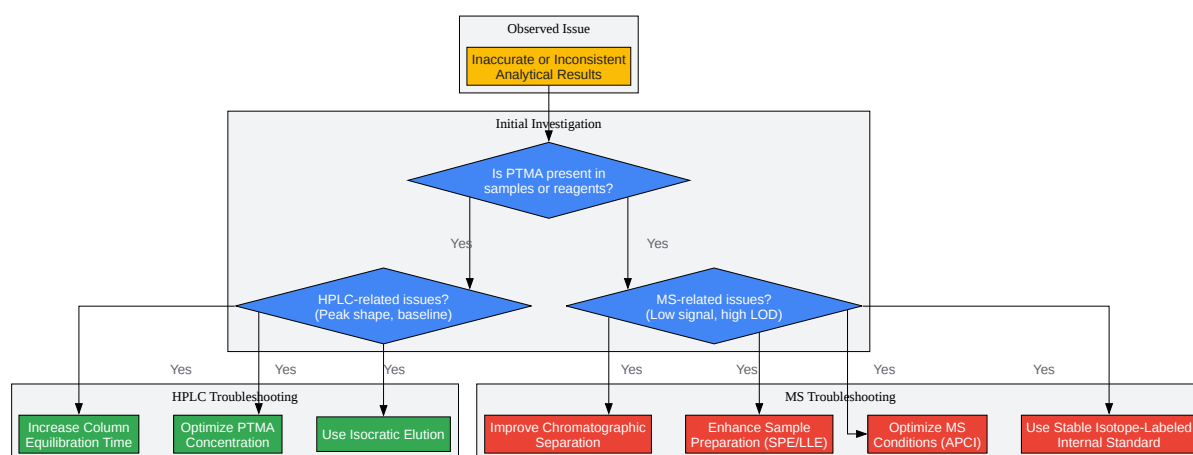 Observed Issue
Inaccurate or Inconsistent
Analytical Results
Initial Investigation
Is PTMA present in
samples or reagents?
Yes
Yes
HPLC-related issues?
(Peak shape, baseline)
MS-related issues?
(Low signal, high LOD)
Yes
Yes
Yes
Yes
Yes
Yes
Yes
HPLC Troubleshooting
MS Troubleshooting
Increase Column
Equilibration Time
Optimize PTMA
Concentration
Use Isocratic Elution
Improve Chromatographic
Separation
Enhance Sample
Preparation (SPE/LLE)
Optimize MS
Conditions (APCI)
Use Stable Isotope-Labeled
Internal Standard